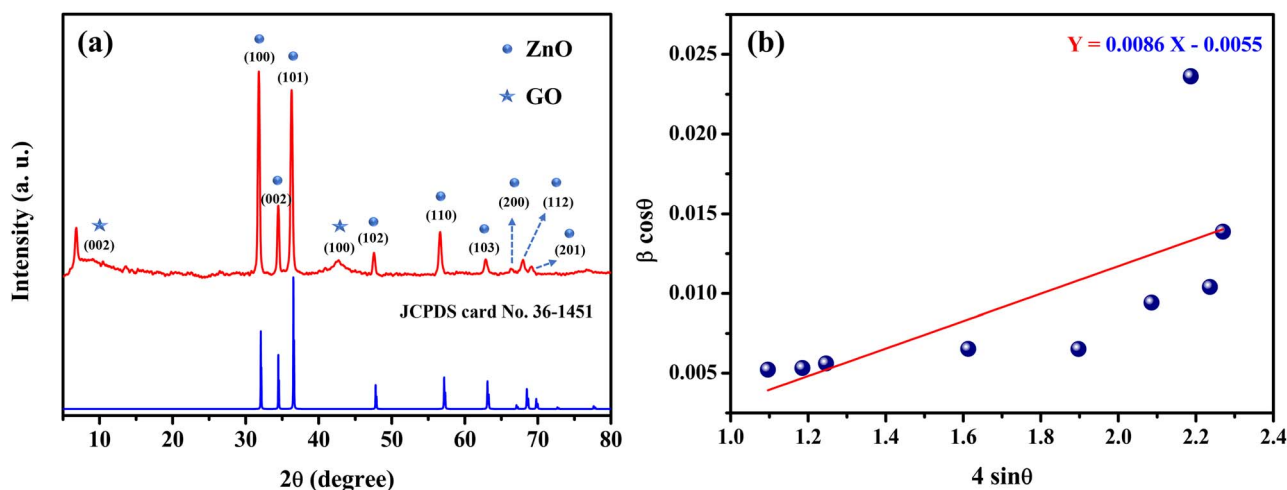 (a)
ZnO
GO
(100)
(101)
(002)
(002)
(100)
(102)
(110)
(103)
(200)
(112)
(201)
JCPDS card No. 36-1451
Intensity (a. u.)
10 20 30 40 50 60 70 80
2θ (degree)
(b)
Y = 0.0086 X - 0.0055
0.025
0.020
0.015
0.010
0.005
β cosθ
1.0 1.2 1.4 1.6 1.8 2.0 2.2 2.4
4 sinθ